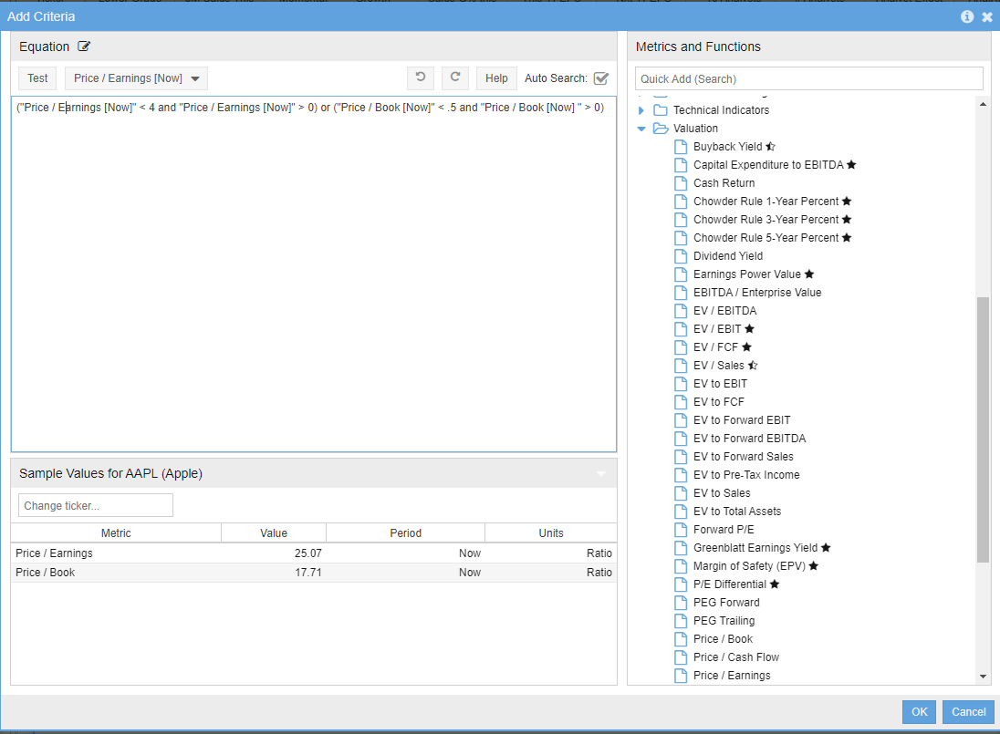 Add Criteria
Equation
Test
Price / Earnings [Now]
Help
Auto Search:
("Price / Earnings [Now]" < 4 and "Price / Earnings [Now]" > 0) or ("Price / Book [Now]" < .5 and "Price / Book [Now] " > 0)
Sample Values for AAPL (Apple)
Change ticker...
Metric Value Period Units
Price / Earnings 25.07 Now Ratio
Price / Book 17.71 Now Ratio
Metrics and Functions
Quick Add (Search)
Technical Indicators
Valuation
Buyback Yield
Capital Expenditure to EBITDA
Cash Return
Chowder Rule 1-Year Percent
Chowder Rule 3-Year Percent
Chowder Rule 5-Year Percent
Dividend Yield
Earnings Power Value
EBITDA / Enterprise Value
EV / EBITDA
EV / EBIT
EV / FCF
EV / Sales
EV to EBIT
EV to FCF
EV to Forward EBIT
EV to Forward EBITDA
EV to Forward Sales
EV to Pre-Tax Income
EV to Sales
EV to Total Assets
Forward P/E
Greenblatt Earnings Yield
Margin of Safety (EPV)
P/E Differential
PEG Forward
PEG Trailing
Price / Book
Price / Cash Flow
Price / Earnings
OK
Cancel